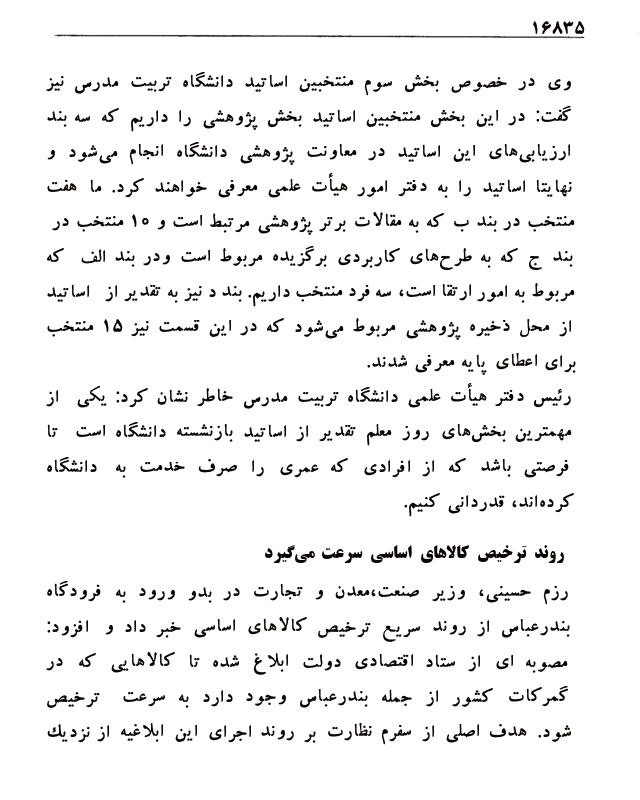 ۱۶۸۳۵
وی در خصوص بخش سوم منتخبین اساتید دانشگاه تربیت مدرس نیز
گفت: در این بخش منتخبین اساتید بخش پژوهشی را داریم که سه بند
ارزیابی‌های این اساتید در معاونت پژوهشی دانشگاه انجام می‌شود و
نهایتا اساتید را به دفتر امور هیأت علمی معرفی خواهند کرد. ما هفت
منتخب در بند ب که به مقالات برتر پژوهشی مرتبط است و ۱۰ منتخب در
بند ج که به طرح‌های کاربردی برگزیده مربوط است ودر بند الف که
مربوط به امور ارتقا است، سه فرد منتخب داریم. بند د نیز به تقدیر از اساتید
از محل ذخیره پژوهشی مربوط می‌شود که در این قسمت نیز ۱۵ منتخب
برای اعطای پایه معرفی شدند.
رئیس دفتر هیأت علمی دانشگاه تربیت مدرس خاطر نشان کرد: یکی از
مهمترین بخش‌های روز معلم تقدیر از اساتید بازنشسته دانشگاه است تا
فرصتی باشد که از افرادی که عمری را صرف خدمت به دانشگاه
کرده‌اند، قدردانی کنیم.
روند ترخیص کالاهای اساسی سرعت می‌گیرد
رزم حسینی، وزیر صنعت،معدن و تجارت در بدو ورود به فرودگاه
بندرعباس از روند سریع ترخیص کالاهای اساسی خبر داد و افزود:
مصوبه ای از ستاد اقتصادی دولت ابلاغ شده تا کالاهایی که در
گمرکات کشور از جمله بندرعباس وجود دارد به سرعت ترخیص
شود. هدف اصلی از سفرم نظارت بر روند اجرای این ابلاغیه از نزدیك